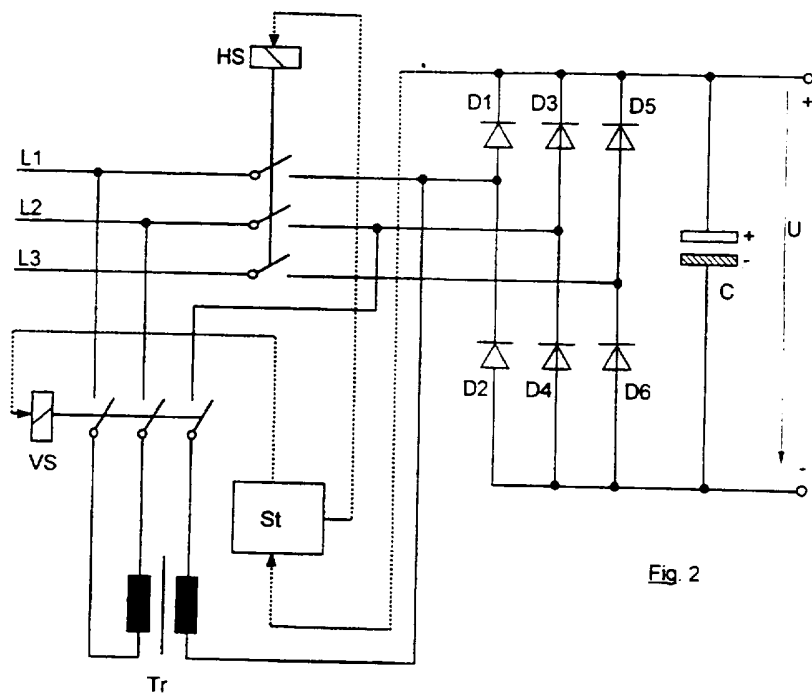 HS
D1 D3 D5
+
L1
L2
L3
U
+
-
C
D2 D4 D6
VS
-
St
Fig. 2
Tr